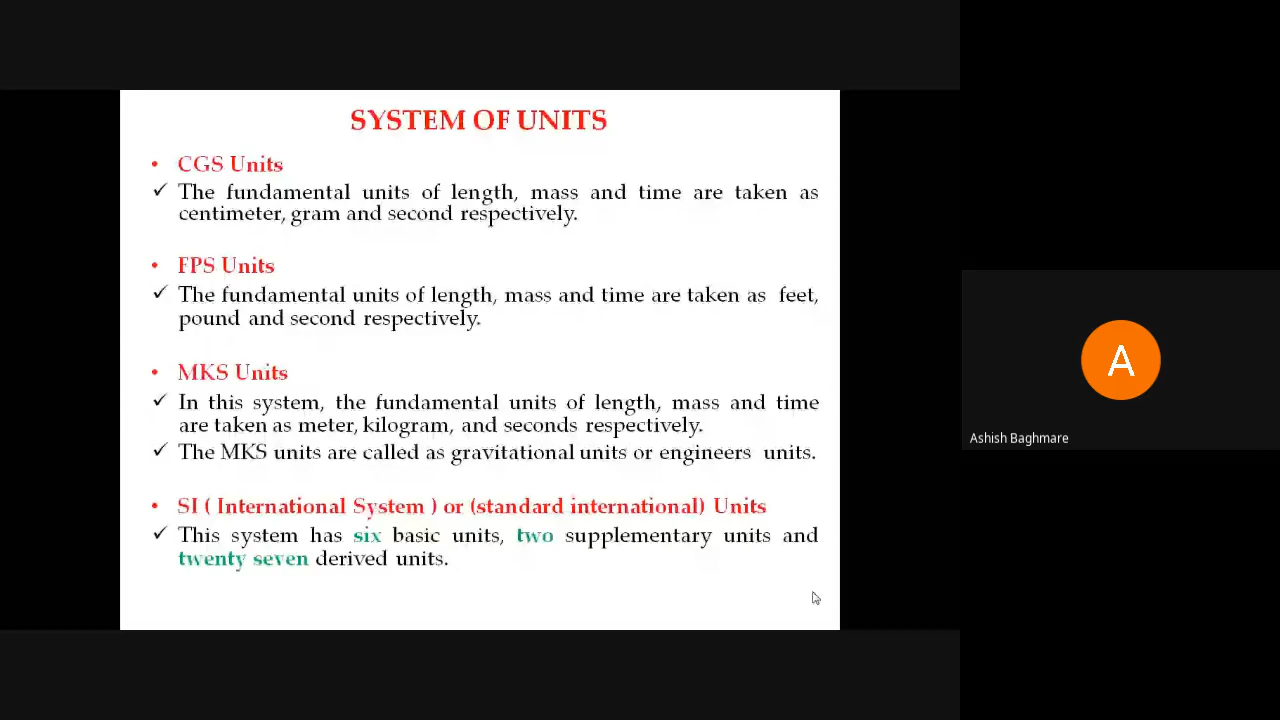 SYSTEM OF UNITS
• CGS Units
✓ The fundamental units of length, mass and time are taken as
centimeter, gram and second respectively.
• FPS Units
✓ The fundamental units of length, mass and time are taken as feet,
pound and second respectively.
• MKS Units
✓ In this system, the fundamental units of length, mass and time
are taken as meter, kilogram, and seconds respectively.
✓ The MKS units are called as gravitational units or engineers units.
• SI ( International System ) or (standard international) Units
✓ This system has six basic units, two supplementary units and
twenty seven derived units.
A
Ashish Baghmare